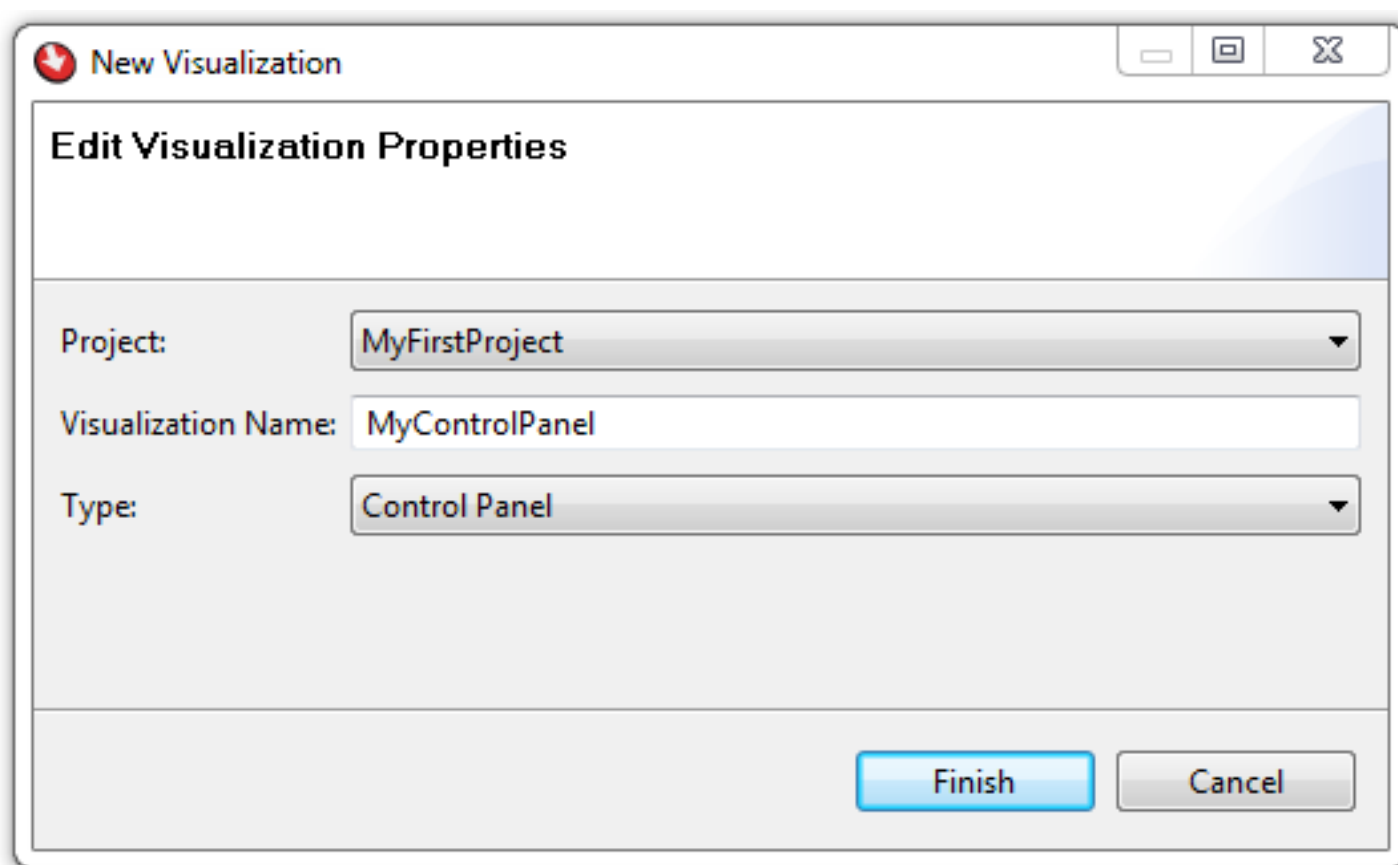 New Visualization
Edit Visualization Properties
Project: MyFirstProject
Visualization Name: MyControlPanel
Type: Control Panel
Finish Cancel